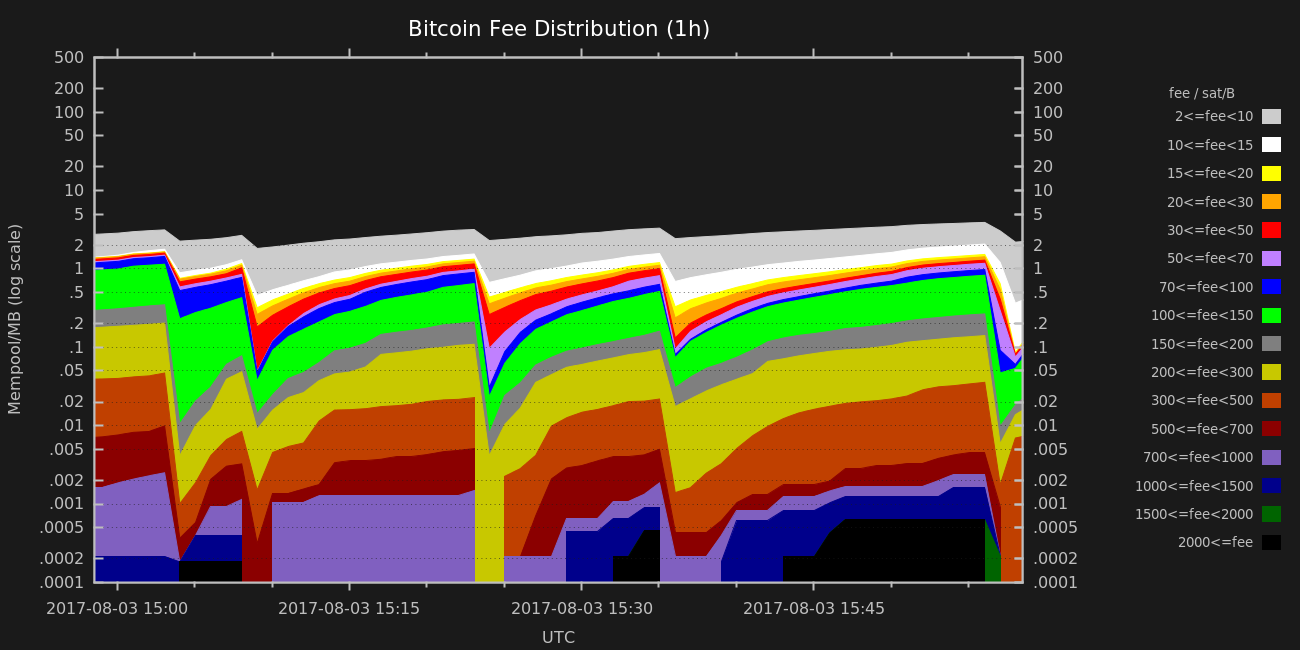 Bitcoin Fee Distribution (1h)
500 500
200 200
100 100
50 50
20 20
10 10
5 5
2 2
1 1
.5 .5
.2 .2
.1 .1
.05 .05
.02 .02
.01 .01
.005 .005
.002 .002
.001 .001
.0005 .0005
.0002 .0002
.0001 .0001
Mempool/MB (log scale)
2017-08-03 15:00 2017-08-03 15:15 2017-08-03 15:30 2017-08-03 15:45
UTC
fee / sat/B
2<=fee<10
10<=fee<15
15<=fee<20
20<=fee<30
30<=fee<50
50<=fee<70
70<=fee<100
100<=fee<150
150<=fee<200
200<=fee<300
300<=fee<500
500<=fee<700
700<=fee<1000
1000<=fee<1500
1500<=fee<2000
2000<=fee